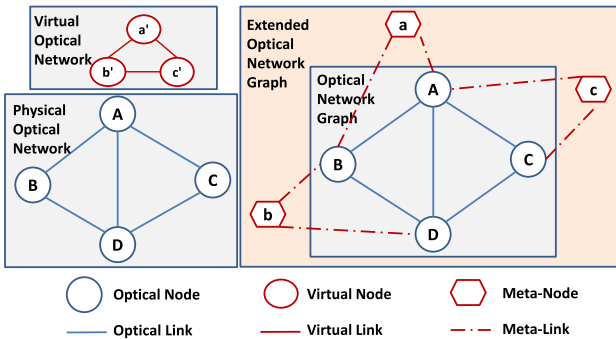 Virtual
Optical
Network
a'
b'
c'
Physical
Optical
Network
A
B
C
D
Extended
Optical
Network
Graph
a
Optical
Network
Graph
A
c
B
C
b
D
Optical Node
Virtual Node
Meta-Node
Optical Link
Virtual Link
Meta-Link